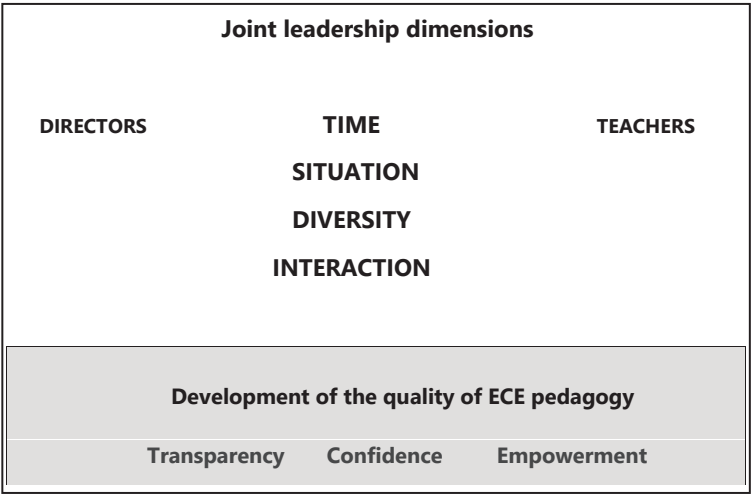 Joint leadership dimensions
DIRECTORS TIME TEACHERS
SITUATION
DIVERSITY
INTERACTION
Development of the quality of ECE pedagogy
Transparency Confidence Empowerment